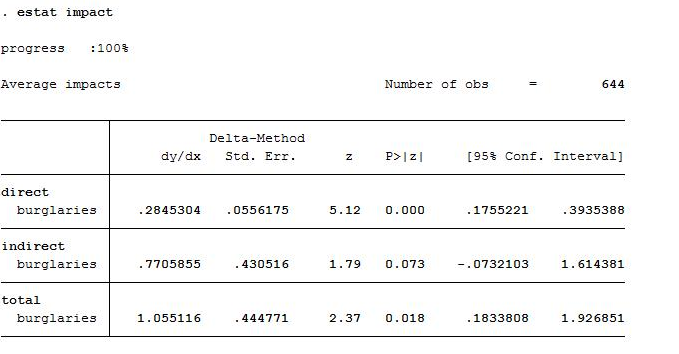 . estat impact
progress :100%
Average impacts Number of obs = 644
Delta-Method
dy/dx Std. Err. z P>|z| [95% Conf. Interval]
direct
burglaries .2845304 .0556175 5.12 0.000 .1755221 .3935388
indirect
burglaries .7705855 .430516 1.79 0.073 -.0732103 1.614381
total
burglaries 1.055116 .444771 2.37 0.018 .1833808 1.926851